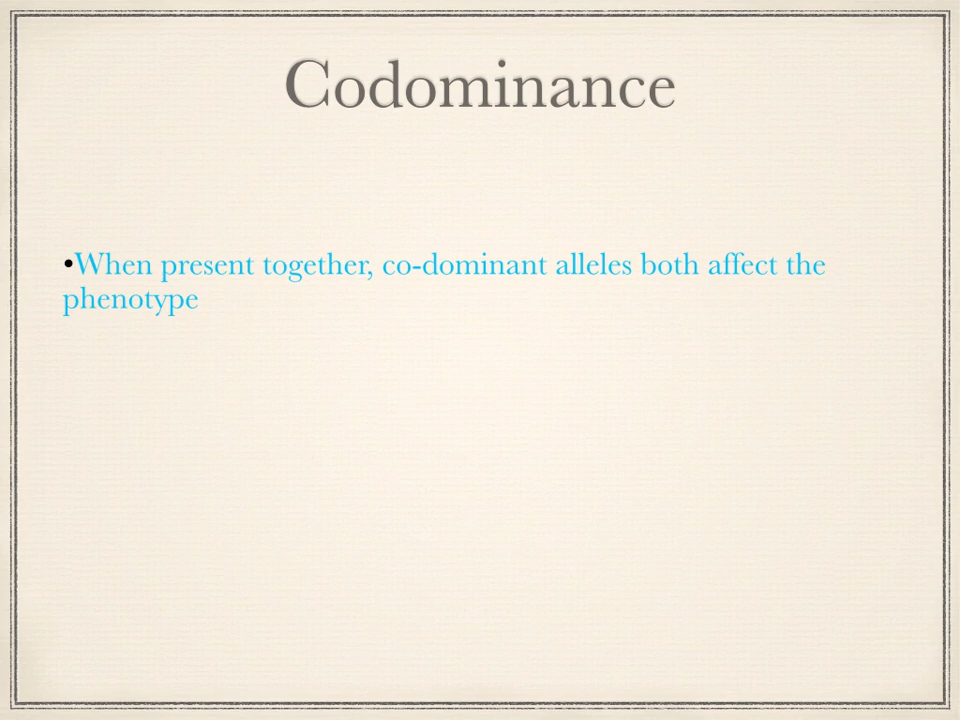 Codominance
•When present together, co-dominant alleles both affect the
phenotype